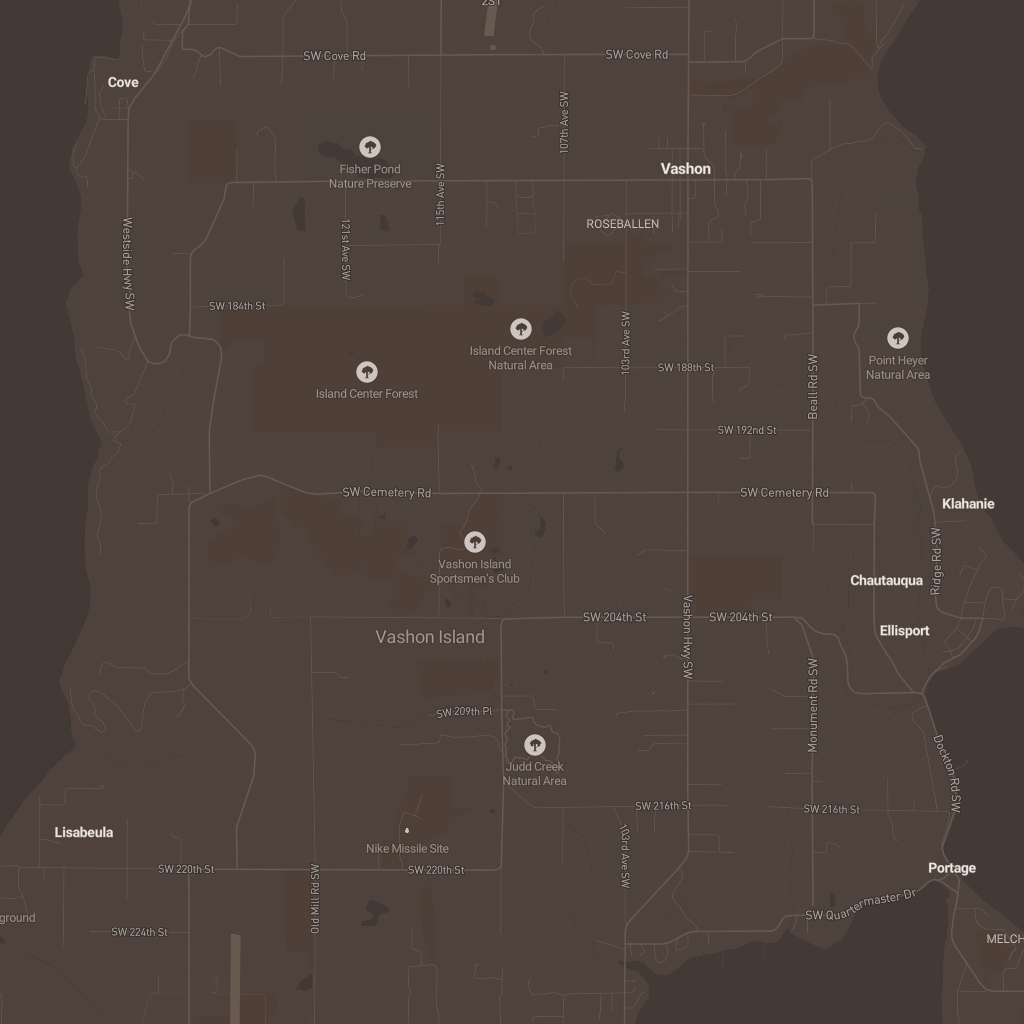 2S1
SW Cove Rd
SW Cove Rd
Cove
107th Ave SW
Fisher Pond
Nature Preserve
115th Ave SW
Vashon
Westside Hwy SW
121st Ave SW
ROSEBALLEN
SW 184th St
Island Center Forest
Natural Area
103rd Ave SW
Point Heyer
Natural Area
SW 188th St
Beall Rd SW
Island Center Forest
SW 192nd St
SW Cemetery Rd
SW Cemetery Rd
Klahanie
Vashon Island
Sportsmen's Club
Ridge Rd SW
Chautauqua
SW 204th St
SW 204th St
Vashon Hwy SW
Ellisport
Vashon Island
Monument Rd SW
SW 209th Pl
Judd Creek
Natural Area
Dockton Rd SW
SW 216th St
SW 216th St
Lisabeula
Nike Missile Site
103rd Ave SW
SW 220th St
SW 220th St
Portage
Old Mill Rd SW
SW Quartermaster Dr
ground
SW 224th St
MELCH